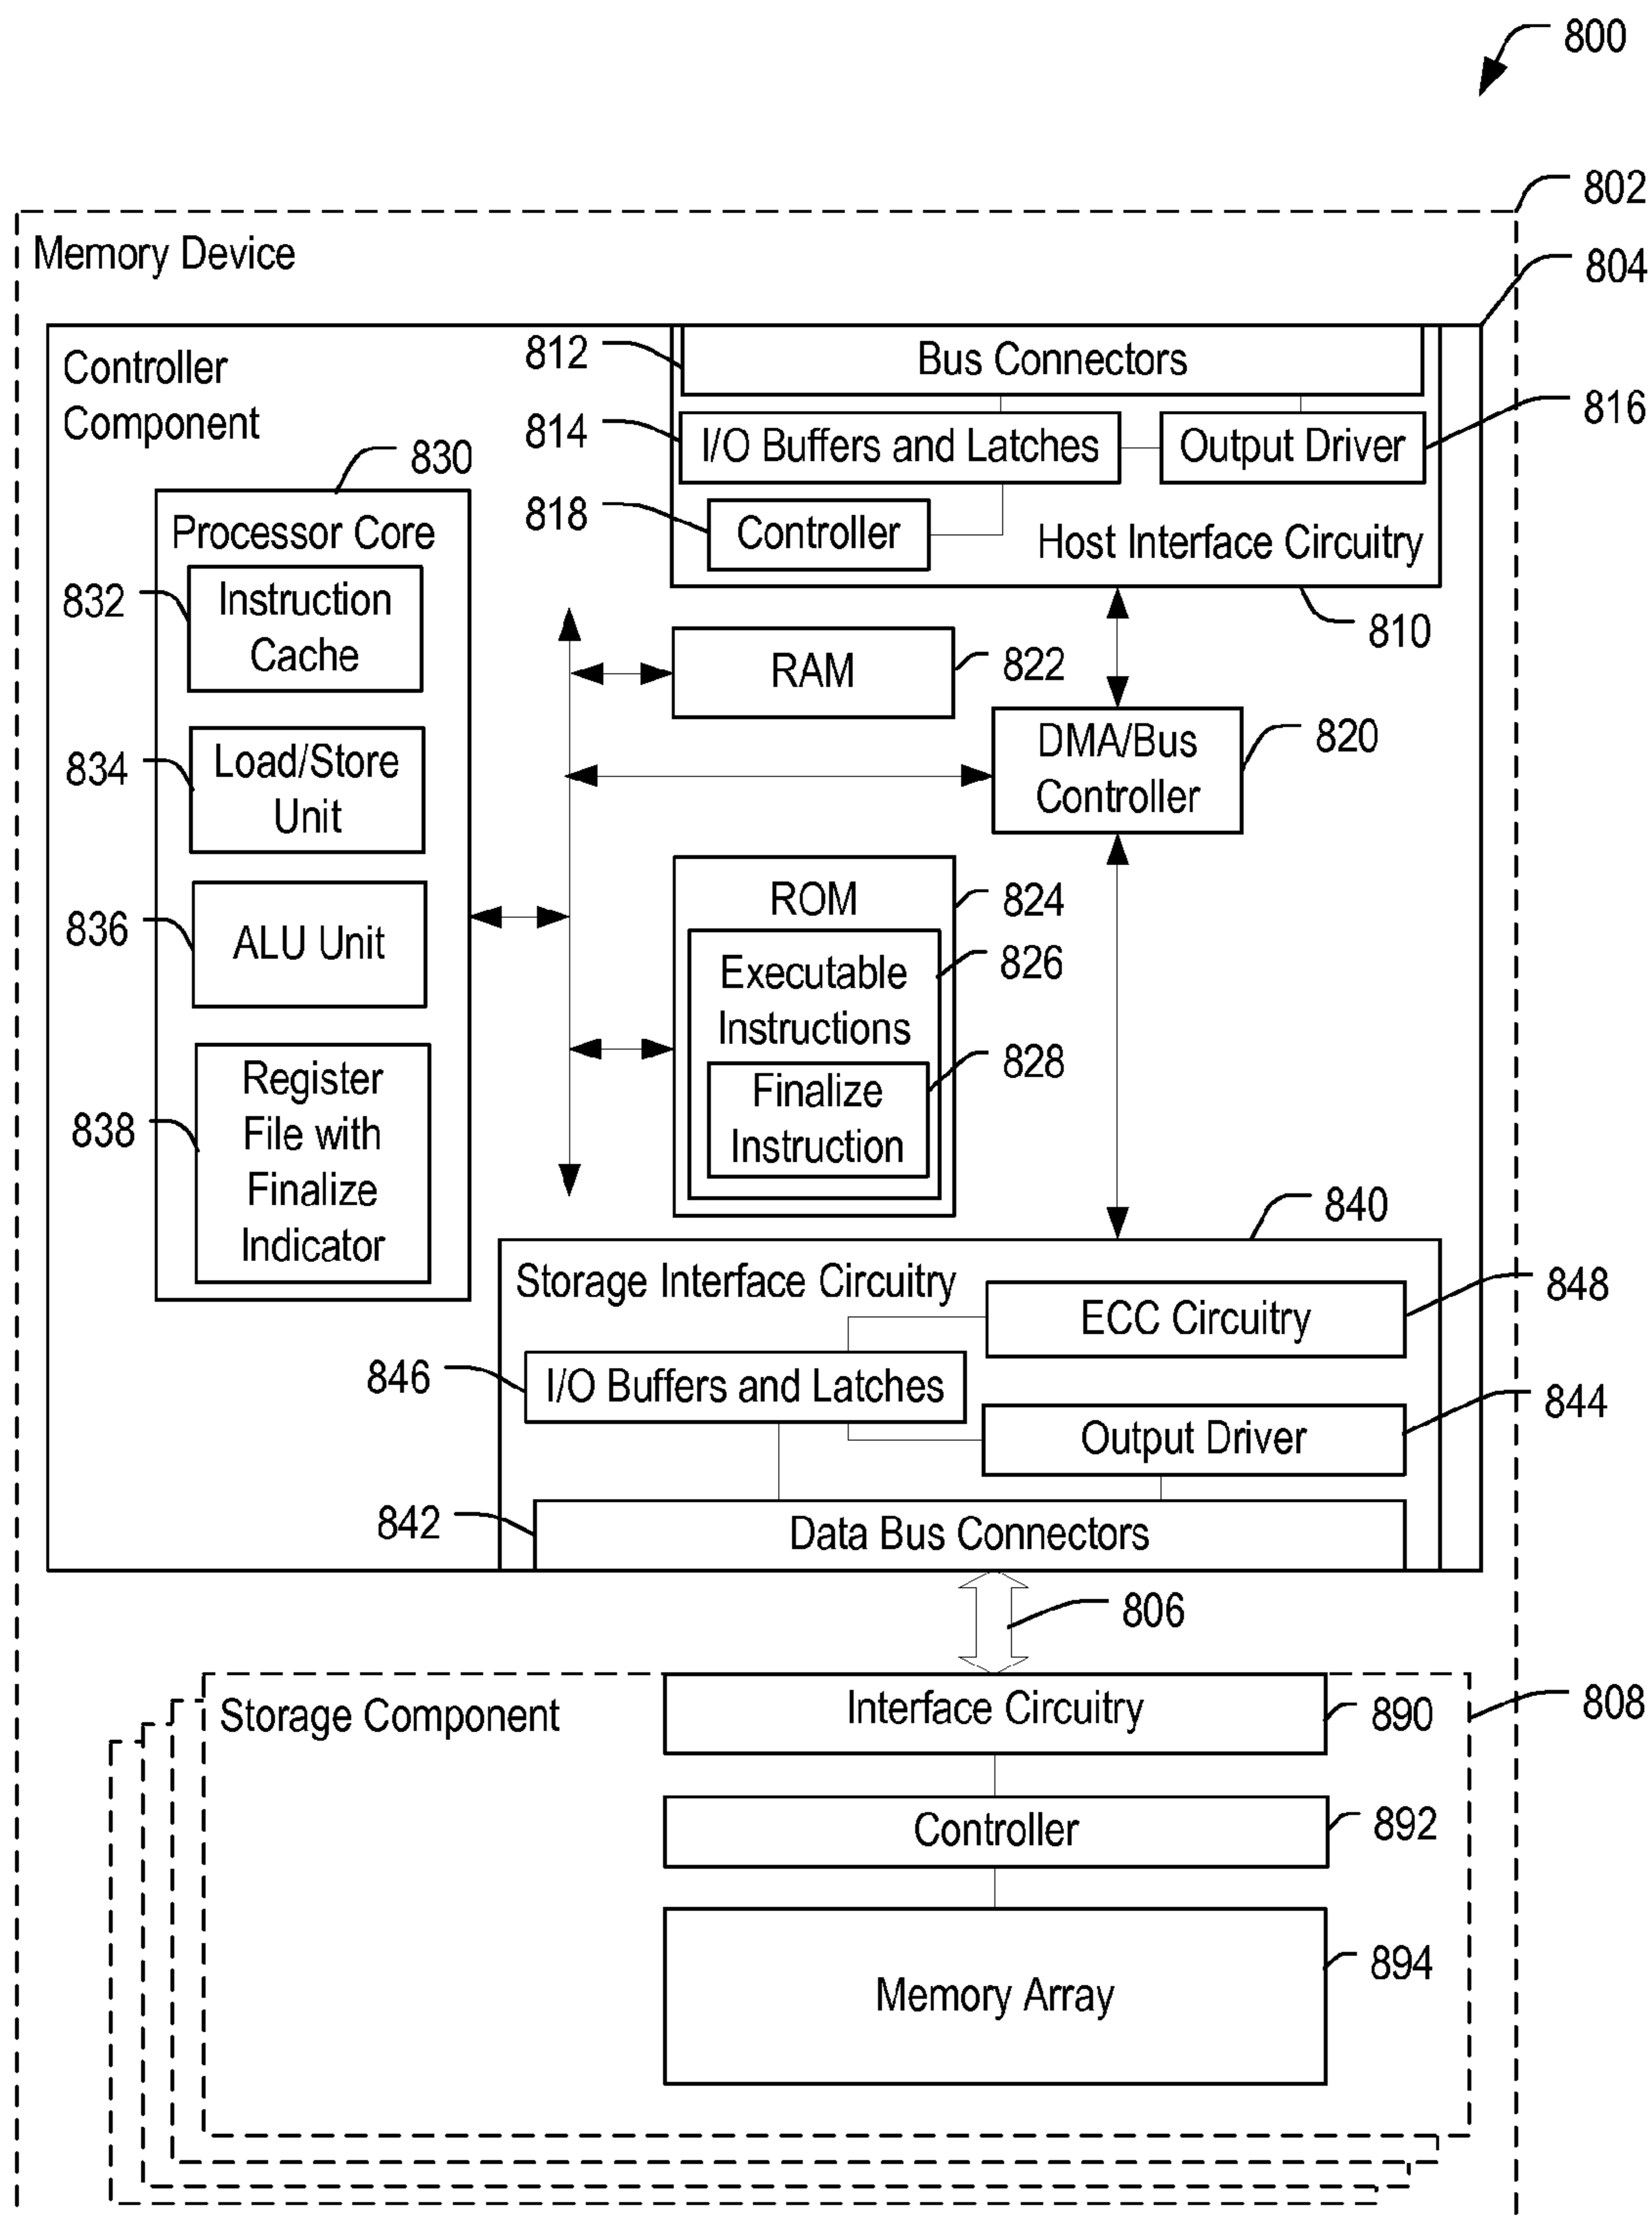 800
802
Memory Device
804
Controller
Component
812
Bus Connectors
814
I/O Buffers and Latches
Output Driver
816
818
Controller
Host Interface Circuitry
810
830
Processor Core
832
Instruction
Cache
834
Load/Store
Unit
836
ALU Unit
838
Register
File with
Finalize
Indicator
RAM
822
DMA/Bus
Controller
820
ROM
824
Executable
Instructions
826
Finalize
Instruction
828
840
Storage Interface Circuitry
ECC Circuitry
848
846
I/O Buffers and Latches
Output Driver
844
842
Data Bus Connectors
806
Storage Component
808
Interface Circuitry
890
Controller
892
Memory Array
894